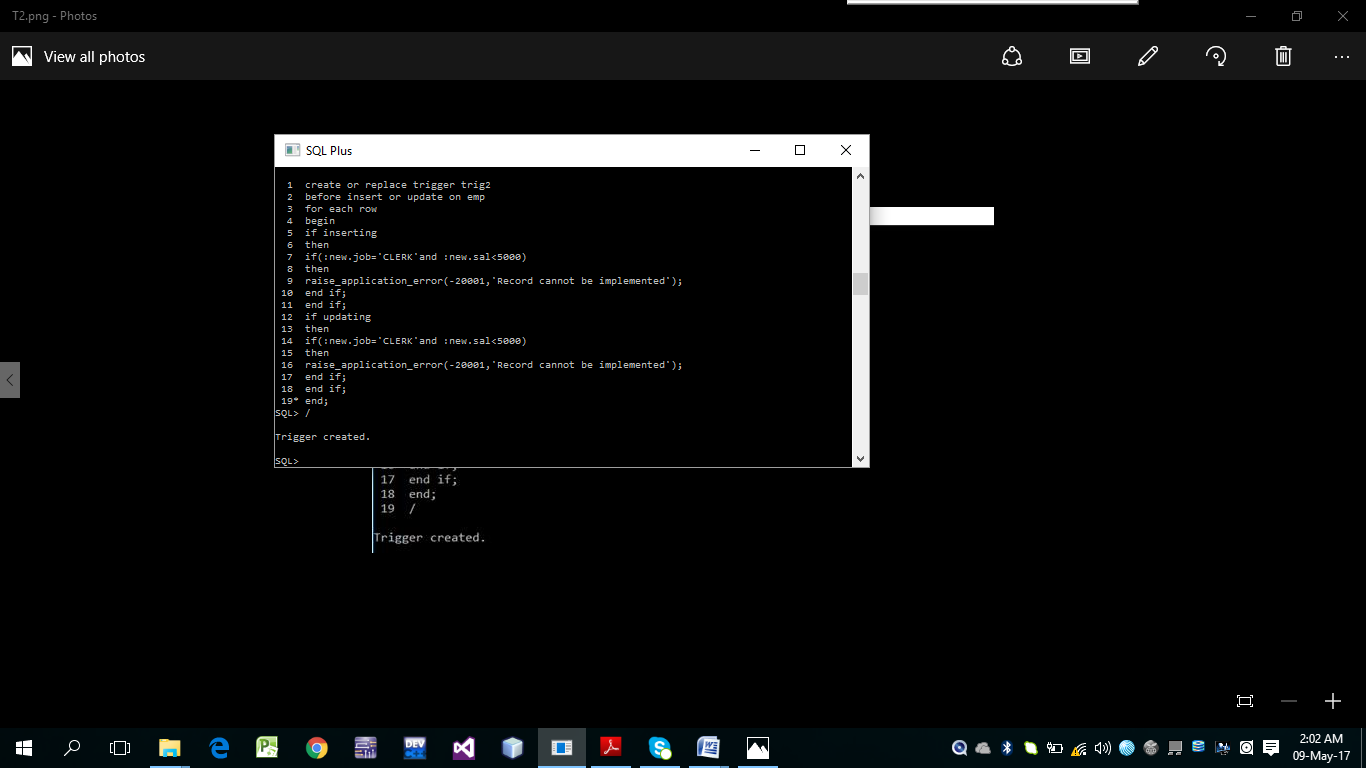 T2.png - Photos
View all photos
SQL Plus
1 create or replace trigger trig2
2 before insert or update on emp
3 for each row
4 begin
5 if inserting
6 then
7 if(:new.job='CLERK'and :new.sal<5000)
8 then
9 raise_application_error(-20001,'Record cannot be implemented');
10 end if;
11 end if;
12 if updating
13 then
14 if(:new.job='CLERK'and :new.sal<5000)
15 then
16 raise_application_error(-20001,'Record cannot be implemented');
17 end if;
18 end if;
19* end;
SQL> /
Trigger created.
SQL>
17 end if;
18 end;
19 /
Trigger created.
DEV
2:02 AM
09-May-17